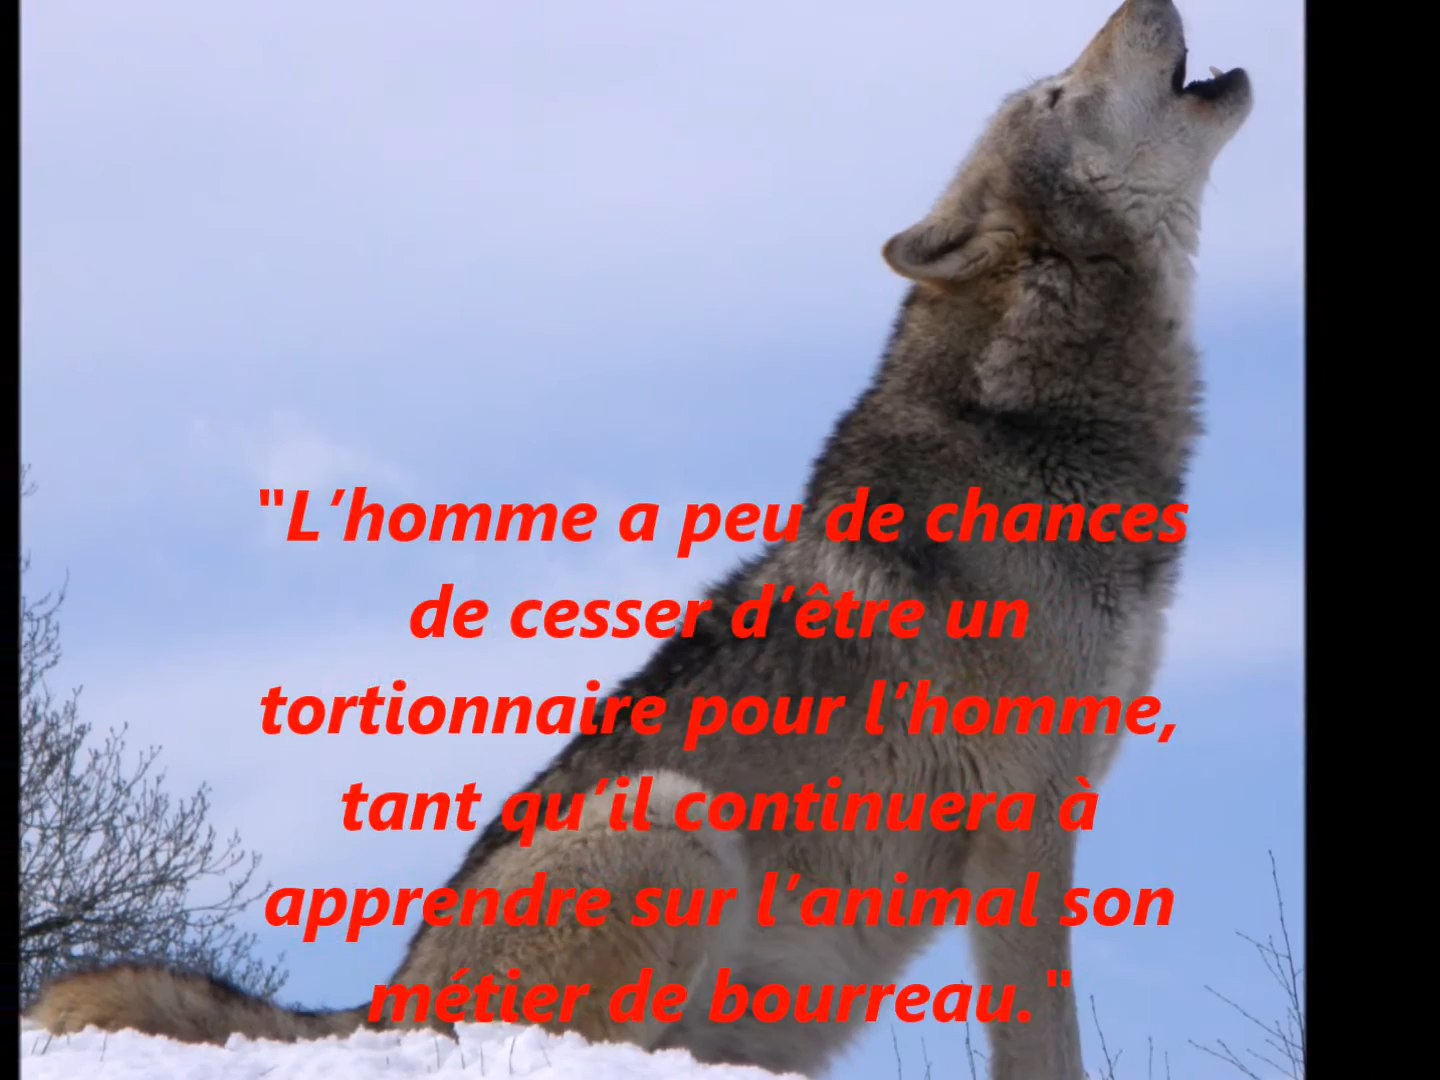 "L'homme a peu de chances
de cesser d'être un
tortionnaire pour l'homme,
tant qu'il continuera à
apprendre sur l'animal son
métier de bourreau."